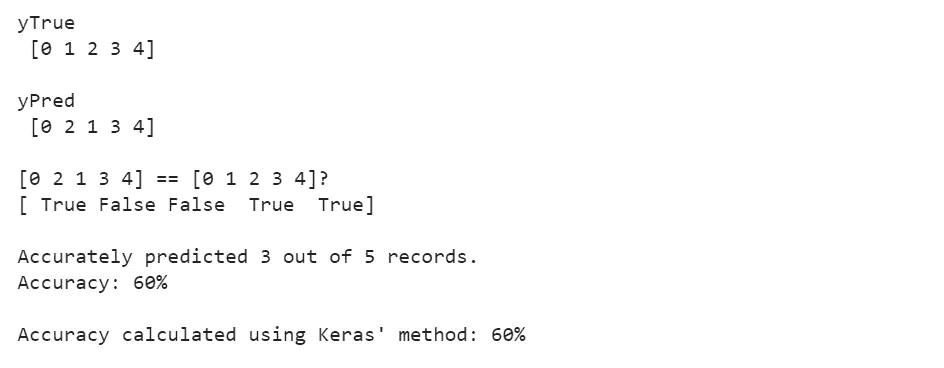 yTrue
[0 1 2 3 4]
yPred
[0 2 1 3 4]
[0 2 1 3 4] == [0 1 2 3 4]?
[ True False False  True  True]
Accurately predicted 3 out of 5 records.
Accuracy: 60%
Accuracy calculated using Keras' method: 60%